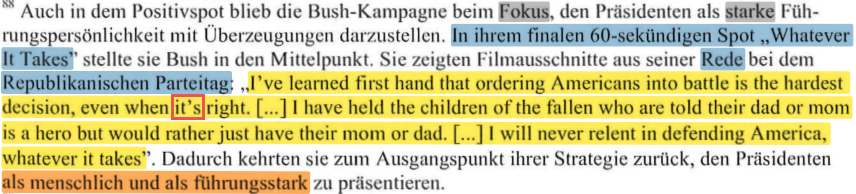 88 Auch in dem Positivspot blieb die Bush-Kampagne beim Fokus, den Präsidenten als starke Füh-
rungspersönlichkeit mit Überzeugungen darzustellen. In ihrem finalen 60-sekündigen Spot „Whatever
It Takes” stellte sie Bush in den Mittelpunkt. Sie zeigten Filmausschnitte aus seiner Rede bei dem
Republikanischen Parteitag: „I’ve learned first hand that ordering Americans into battle is the hardest
decision, even when it’s right. [...] I have held the children of the fallen who are told their dad or mom
is a hero but would rather just have their mom or dad. [...] I will never relent in defending America,
whatever it takes”. Dadurch kehrten sie zum Ausgangspunkt ihrer Strategie zurück, den Präsidenten
als menschlich und als führungsstark zu präsentieren.